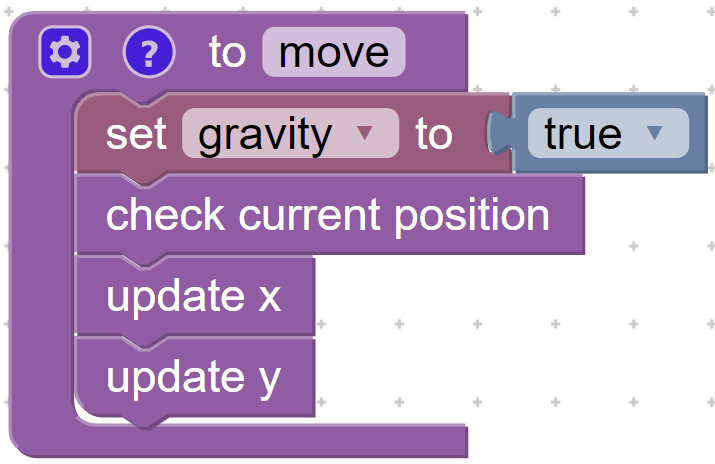 ? to move
set gravity to true
check current position
update x
update y